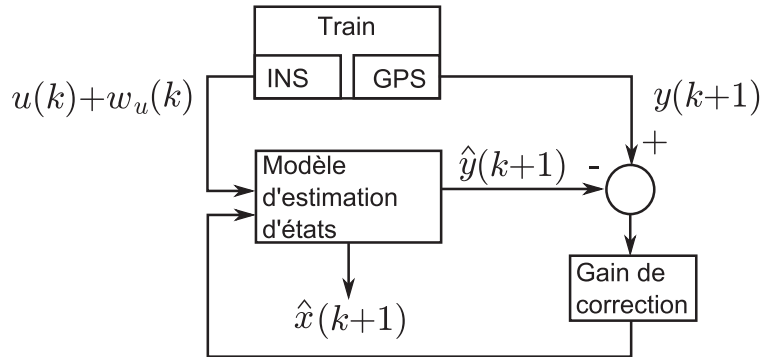 Train
INS
GPS
u(k)+w_u(k)
y(k+1)
+
Modèle
d'estimation
d'états
ŷ(k+1)
-
x̂(k+1)
Gain de
correction